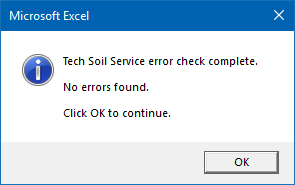 Microsoft Excel
Tech Soil Service error check complete.
No errors found.
Click OK to continue.
OK